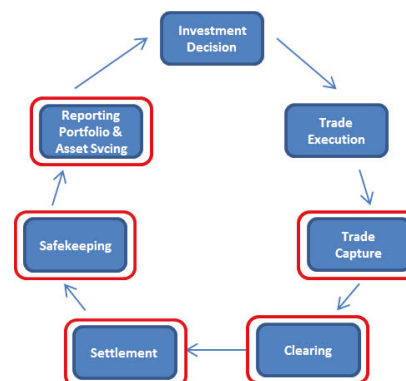 Investment
Decision
Trade
Execution
Trade
Capture
Clearing
Settlement
Safekeeping
Reporting
Portfolio &
Asset Svcing